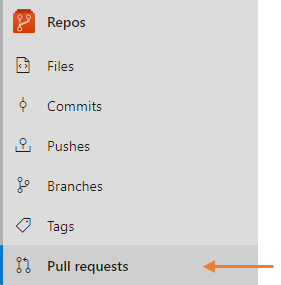 Repos
Files
Commits
Pushes
Branches
Tags
Pull requests